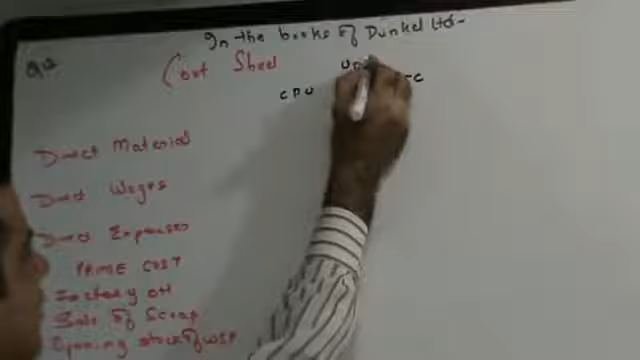 In the books of Dunkel Ltd-
Q2
Cost Sheet
CPU
Direct Material
Direct Wages
Direct Expenses
PRIME COST
Factory OH
Sale of Scrap
Opening stock of WIP